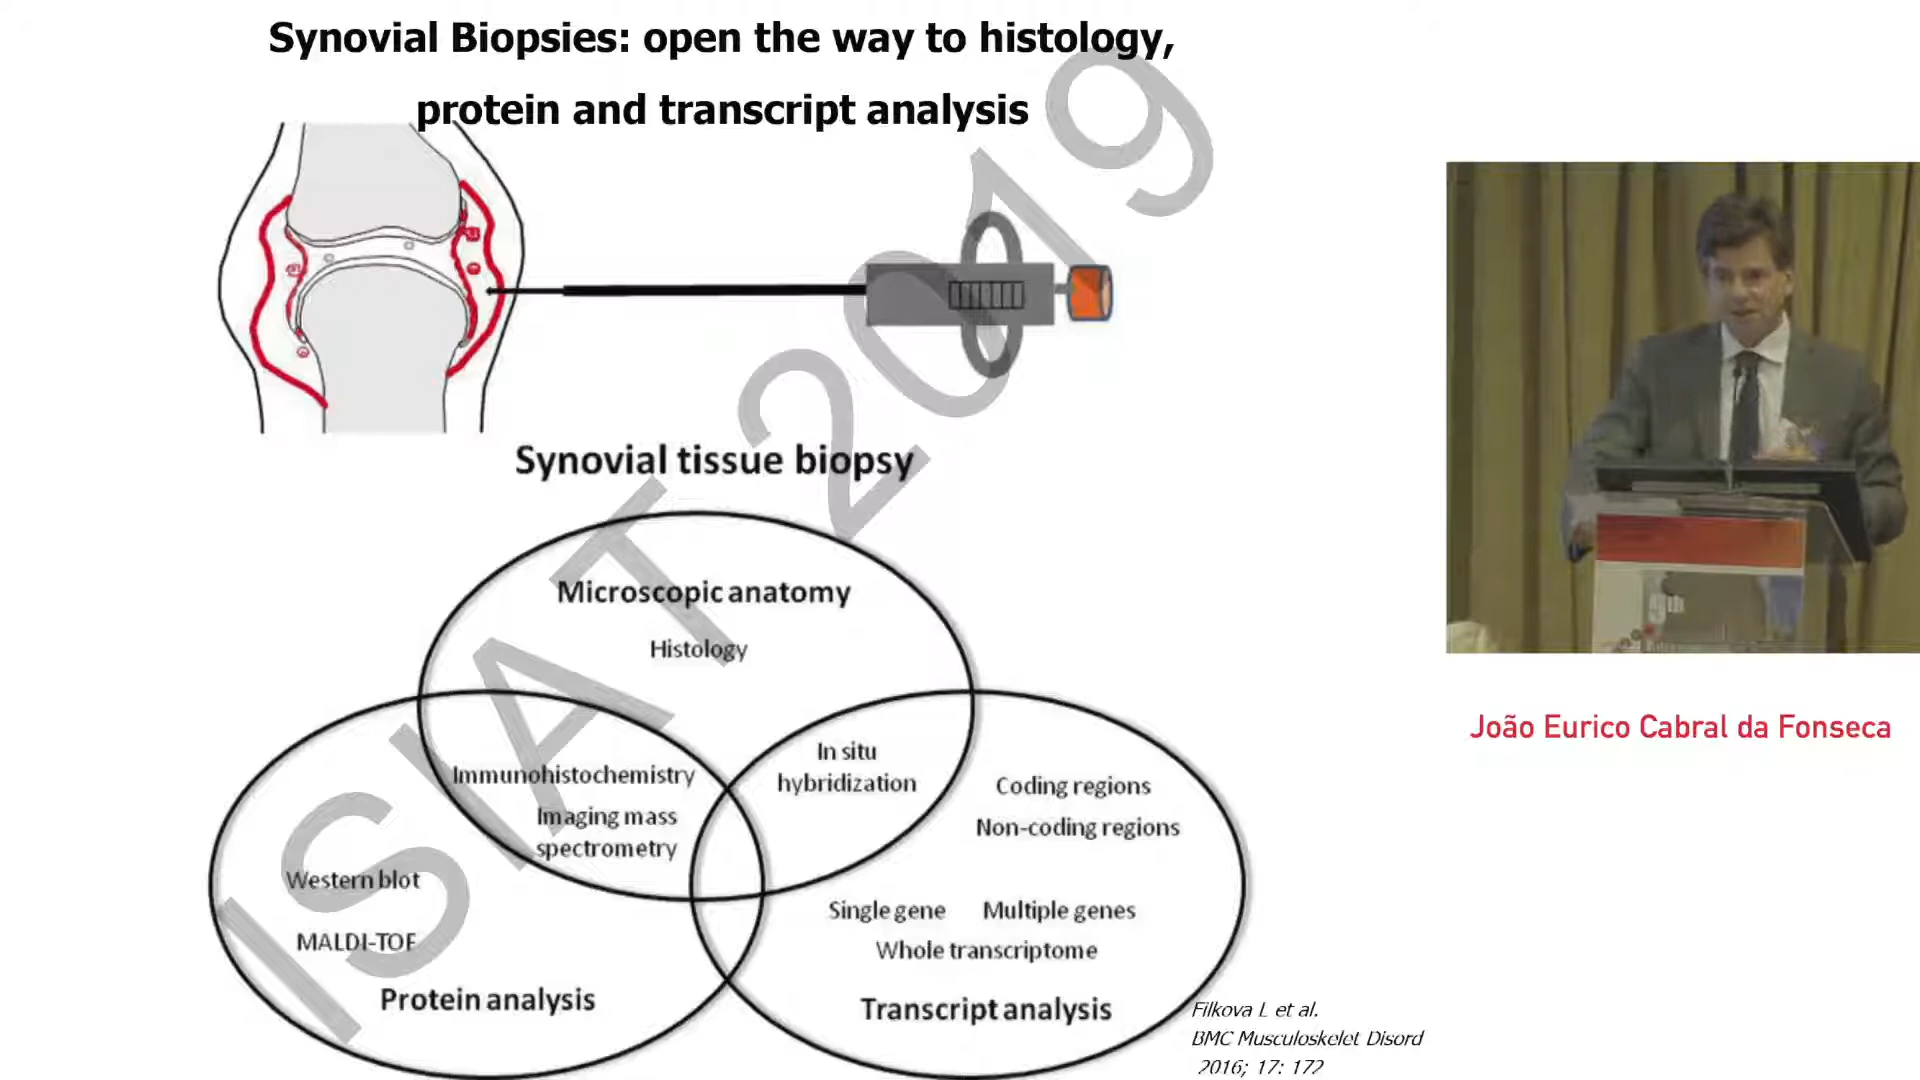 Synovial Biopsies: open the way to histology,
protein and transcript analysis
Synovial tissue biopsy
Microscopic anatomy
Histology
Immunohistochemistry
Imaging mass
spectrometry
In situ
hybridization
Coding regions
Non-coding regions
Western blot
MALDI-TOF
Protein analysis
Single gene Multiple genes
Whole transcriptome
Transcript analysis
Filkova L et al.
BMC Musculoskelet Disord
2016; 17: 172
ISIAT 2019
João Eurico Cabral da Fonseca